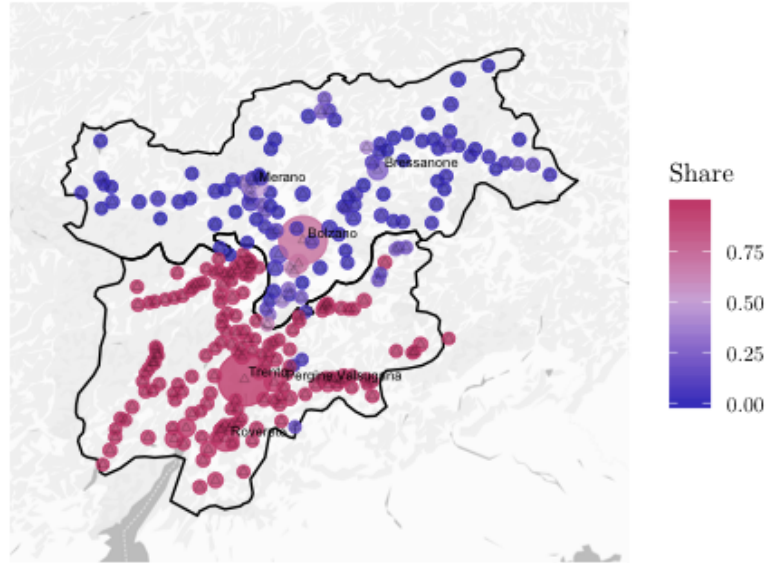 Share
Bressanone
Merano
Bolzano
0.75
0.50
0.25
0.00
Trento
Pergine Valsugana
Rovereto